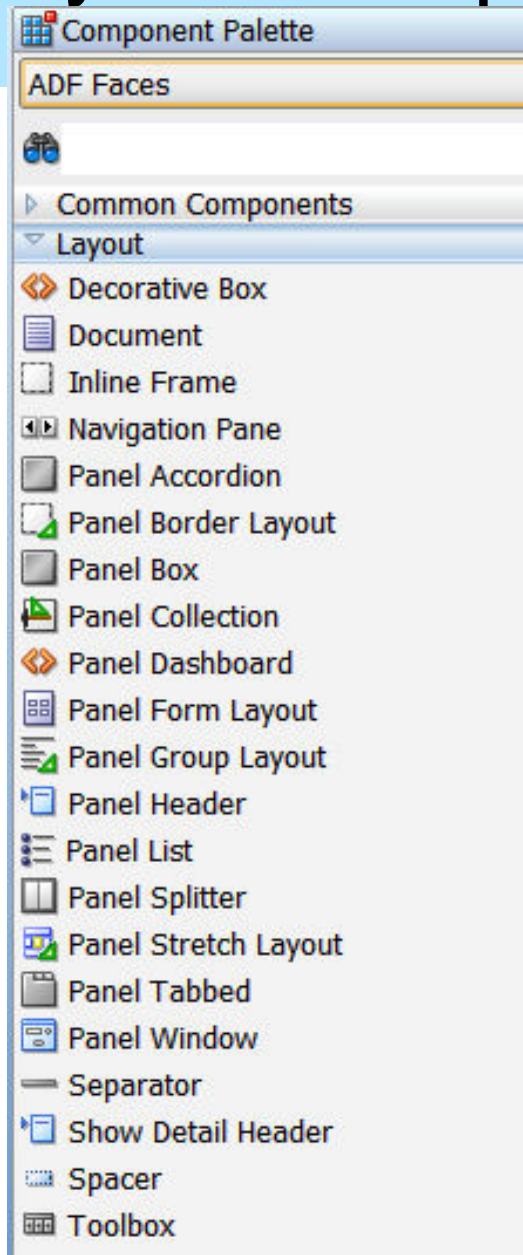 Component Palette
ADF Faces
Common Components
Layout
Decorative Box
Document
Inline Frame
Navigation Pane
Panel Accordion
Panel Border Layout
Panel Box
Panel Collection
Panel Dashboard
Panel Form Layout
Panel Group Layout
Panel Header
Panel List
Panel Splitter
Panel Stretch Layout
Panel Tabbed
Panel Window
Separator
Show Detail Header
Spacer
Toolbox